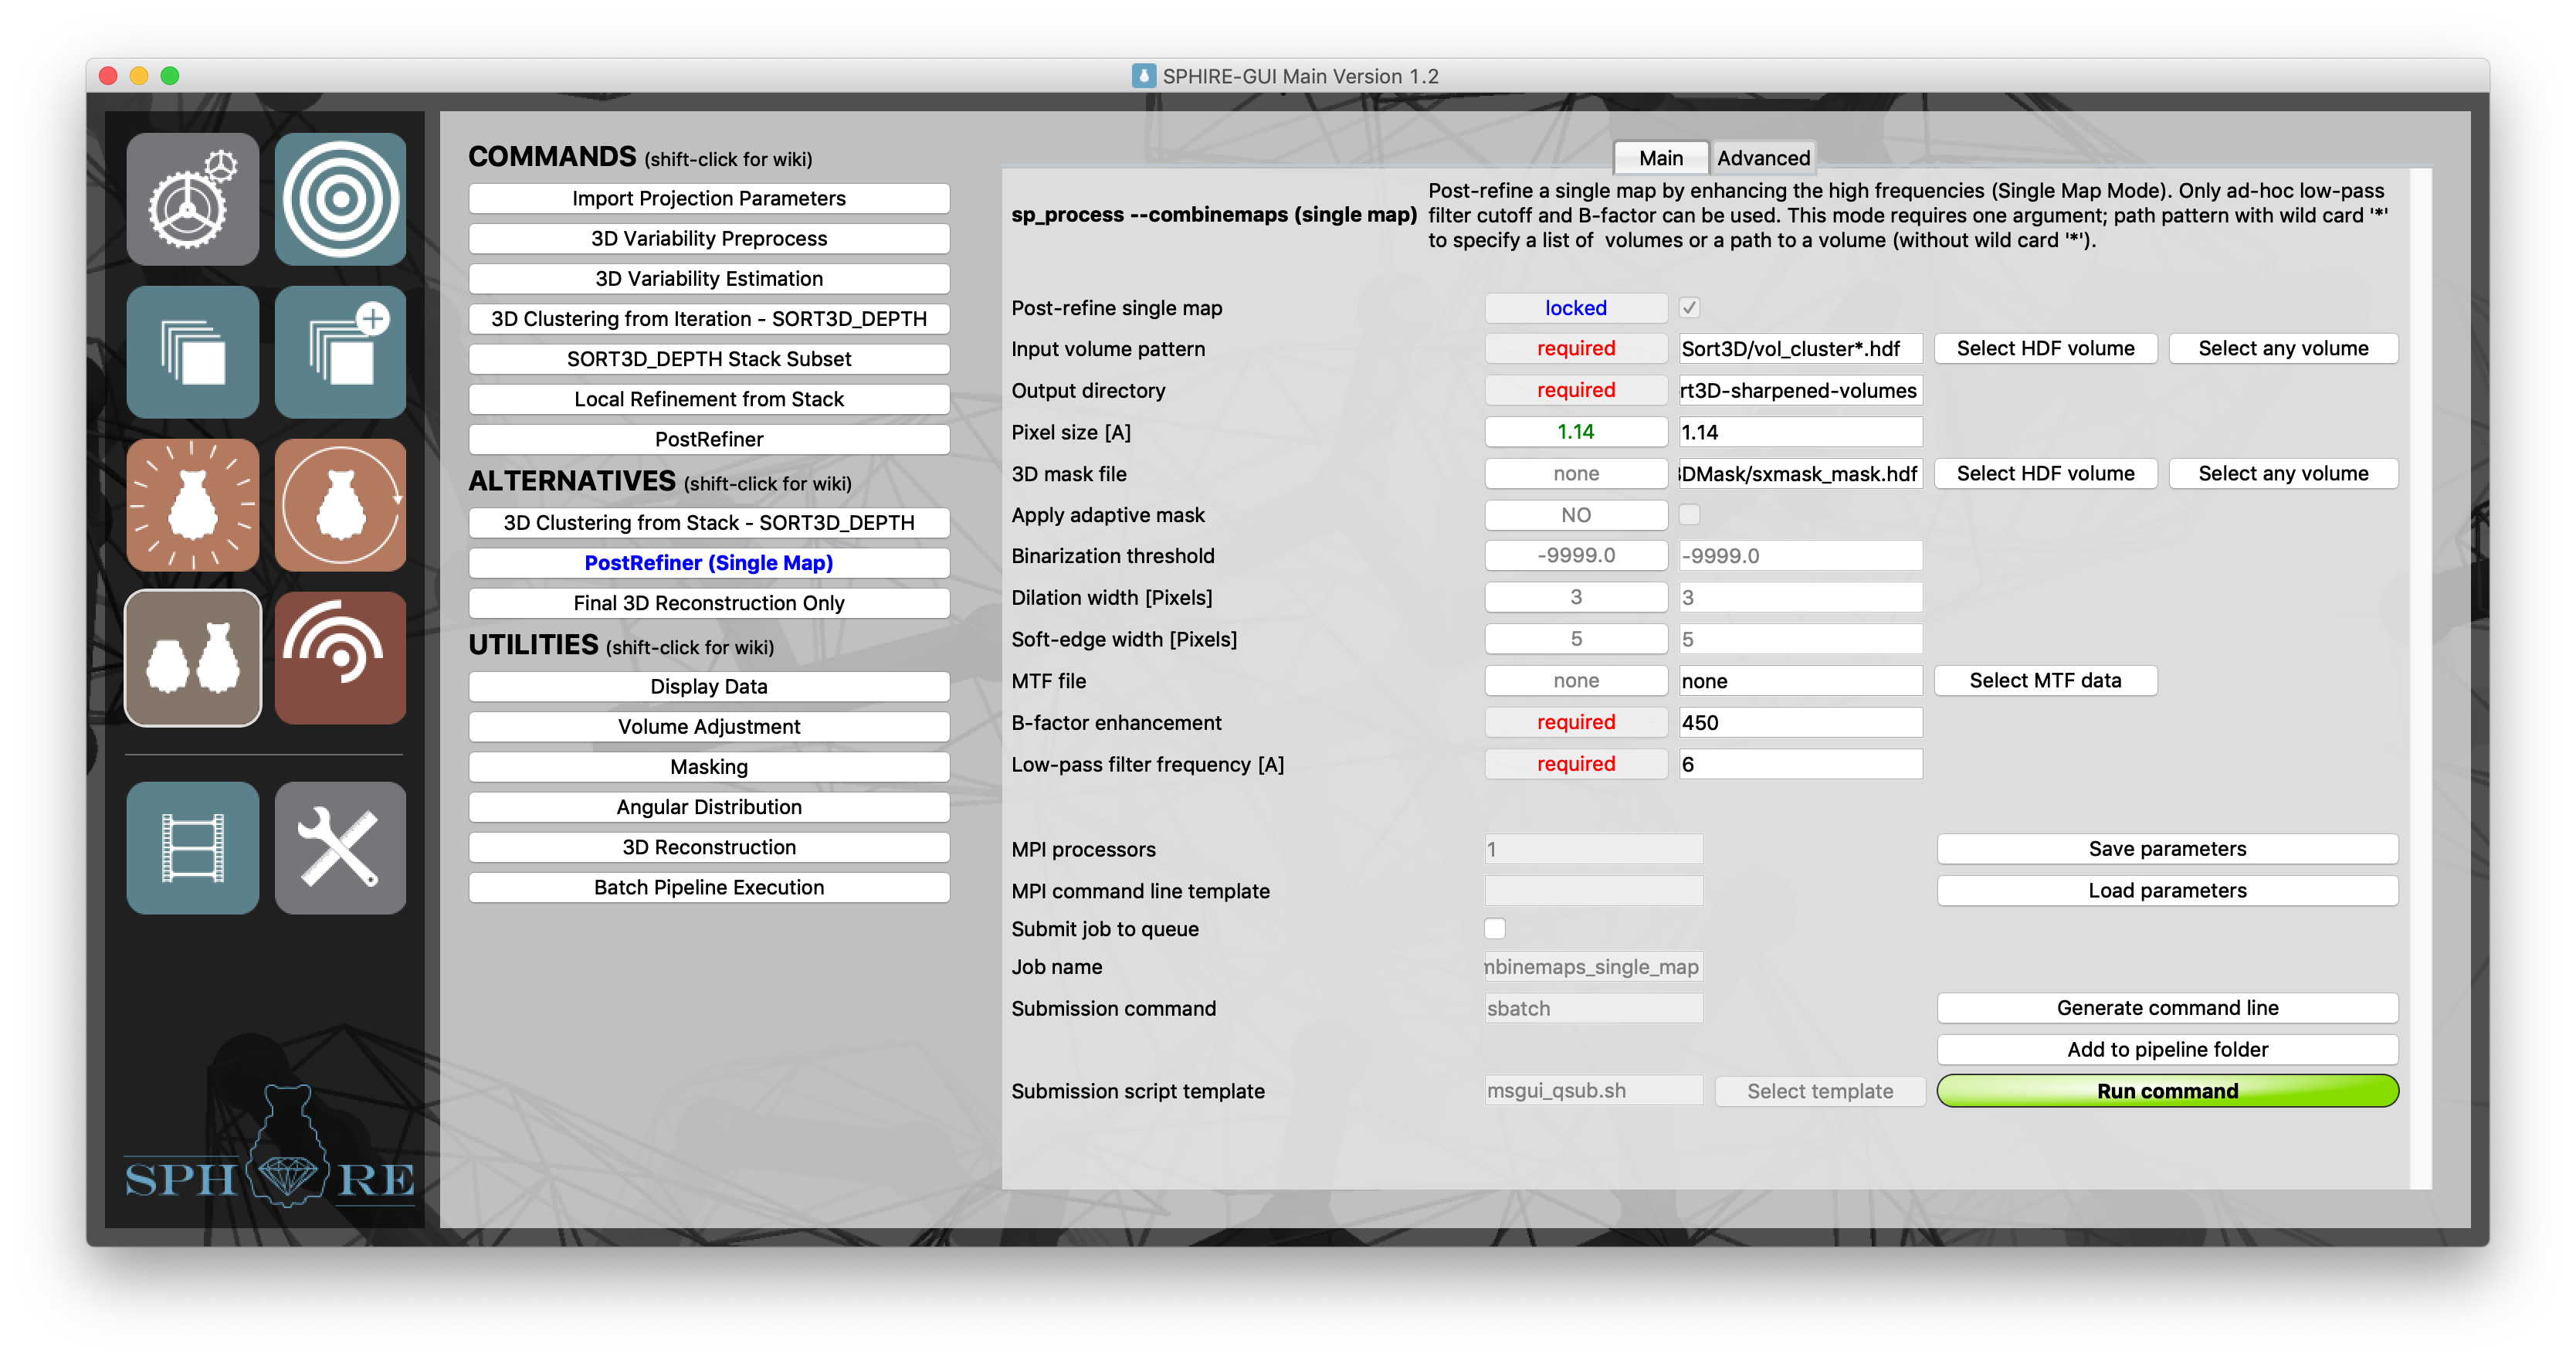 SPHIRE-GUI Main Version 1.2
COMMANDS (shift-click for wiki)
Import Projection Parameters
3D Variability Preprocess
3D Variability Estimation
3D Clustering from Iteration - SORT3D_DEPTH
SORT3D_DEPTH Stack Subset
Local Refinement from Stack
PostRefiner
ALTERNATIVES (shift-click for wiki)
3D Clustering from Stack - SORT3D_DEPTH
PostRefiner (Single Map)
Final 3D Reconstruction Only
UTILITIES (shift-click for wiki)
Display Data
Volume Adjustment
Masking
Angular Distribution
3D Reconstruction
Batch Pipeline Execution
SPHIRE
Main Advanced
sp_process --combinemaps (single map)
Post-refine a single map by enhancing the high frequencies (Single Map Mode). Only ad-hoc low-pass
filter cutoff and B-factor can be used. This mode requires one argument; path pattern with wild card '*'
to specify a list of  volumes or a path to a volume (without wild card '*').
Post-refine single map locked
Input volume pattern required Sort3D/vol_cluster*.hdf Select HDF volume Select any volume
Output directory required rt3D-sharpened-volumes
Pixel size [A] 1.14 1.14
3D mask file none 3DMask/sxmask_mask.hdf Select HDF volume Select any volume
Apply adaptive mask NO
Binarization threshold -9999.0 -9999.0
Dilation width [Pixels] 3 3
Soft-edge width [Pixels] 5 5
MTF file none none Select MTF data
B-factor enhancement required 450
Low-pass filter frequency [A] required 6
MPI processors 1 Save parameters
MPI command line template Load parameters
Submit job to queue
Job name mbinemaps_single_map
Submission command sbatch Generate command line
Add to pipeline folder
Submission script template msgui_qsub.sh Select template Run command